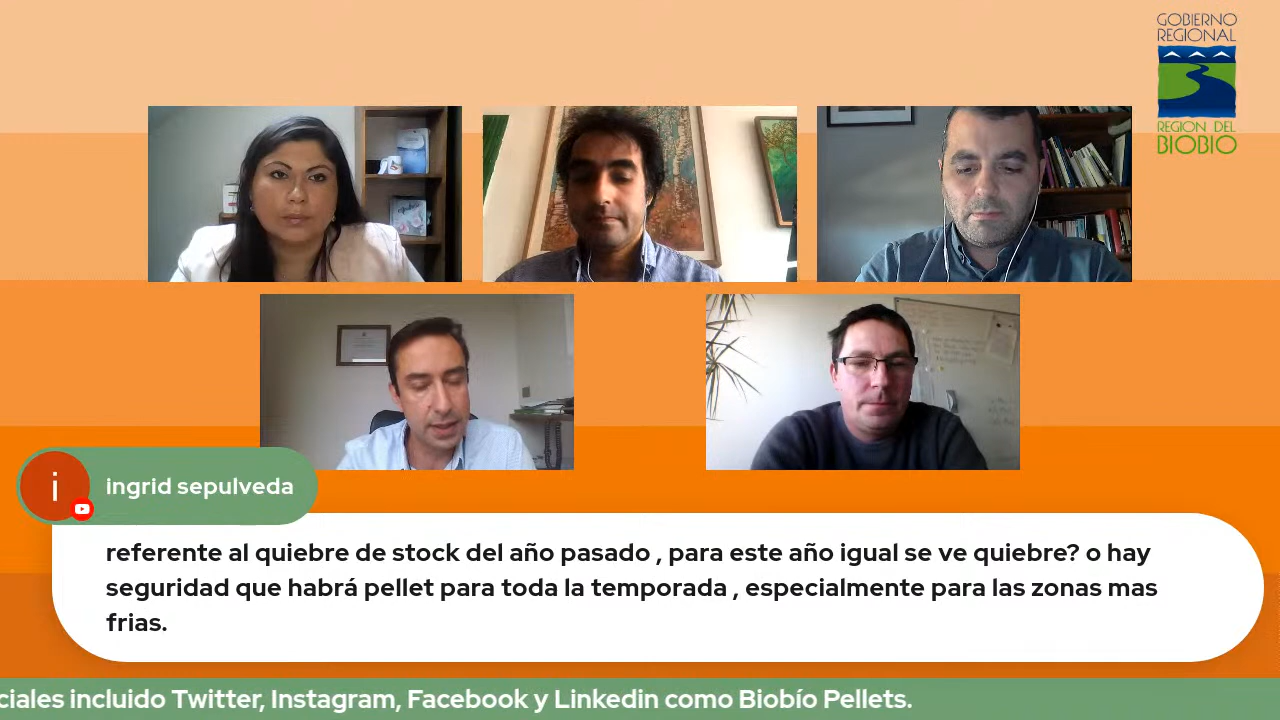 GOBIERNO
REGIONAL
REGION DEL
BIOBIO
i
ingrid sepulveda
referente al quiebre de stock del año pasado , para este año igual se ve quiebre? o hay
seguridad que habrá pellet para toda la temporada , especialmente para las zonas mas
frias.
ciales incluido Twitter, Instagram, Facebook y Linkedin como Biobío Pellets.